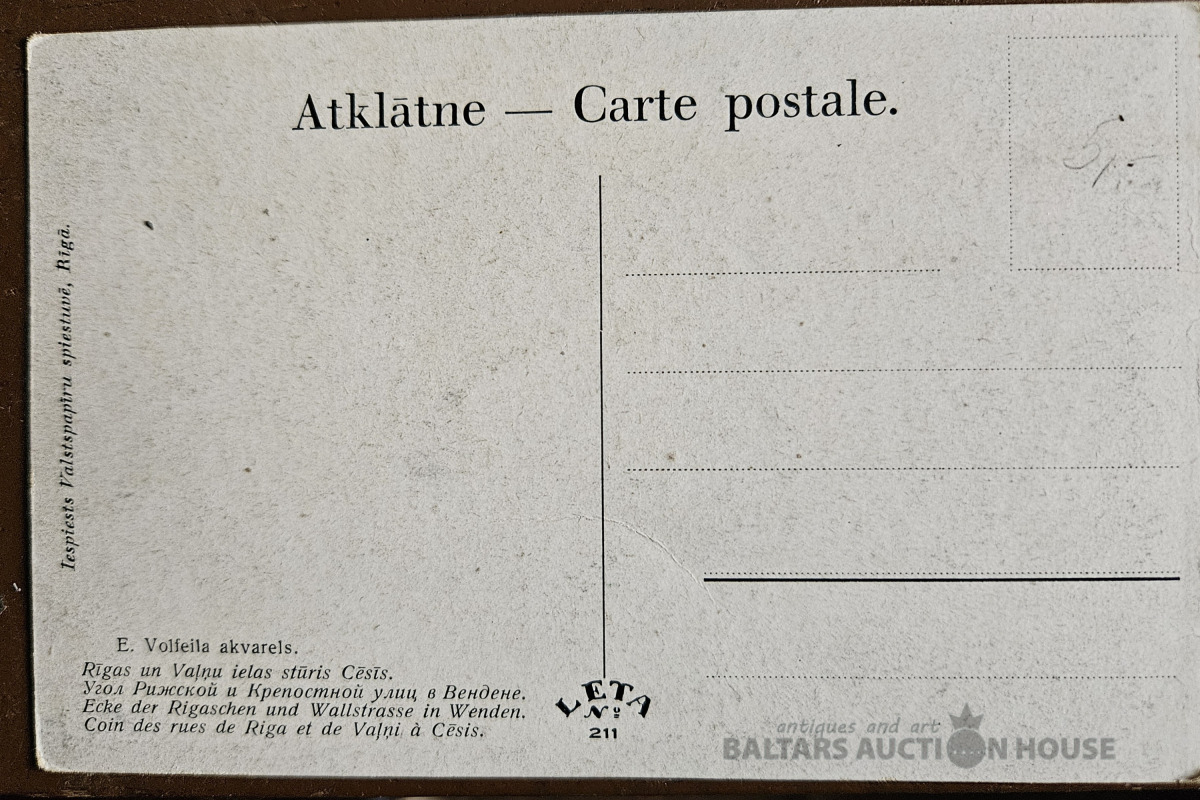 Atklātne — Carte postale.
Iespiests Valstspapīru spiestuvē, Rīgā.
E. Volfeila akvarels.
Rīgas un Vaļņu ielas stūris Cēsīs.
Угол Рижской и Крепостной улиц в Вендене.
Ecke der Rigaschen und Wallstrasse in Wenden.
Coin des rues de Riga et de Vaļņi à Cēsis.
LETA
№
211
antiques and art
BALTARS AUCTION HOUSE